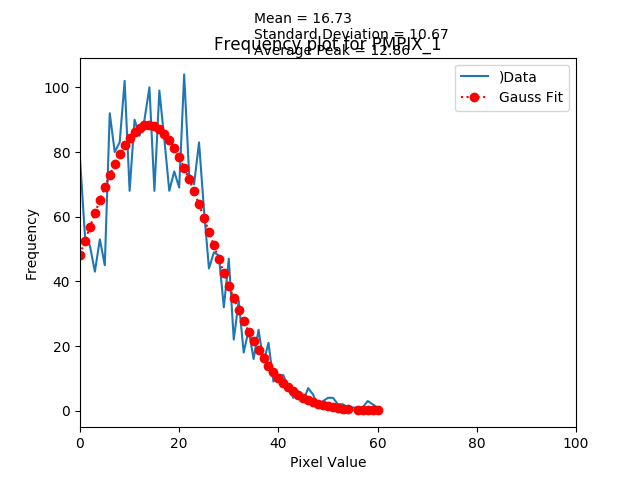 Mean = 16.73
Standard Deviation = 10.67
Frequency plot for PMPIX_1
Average Peak = 12.86
)Data
Gauss Fit
100
80
60
40
20
0
Frequency
0 20 40 60 80 100
Pixel Value